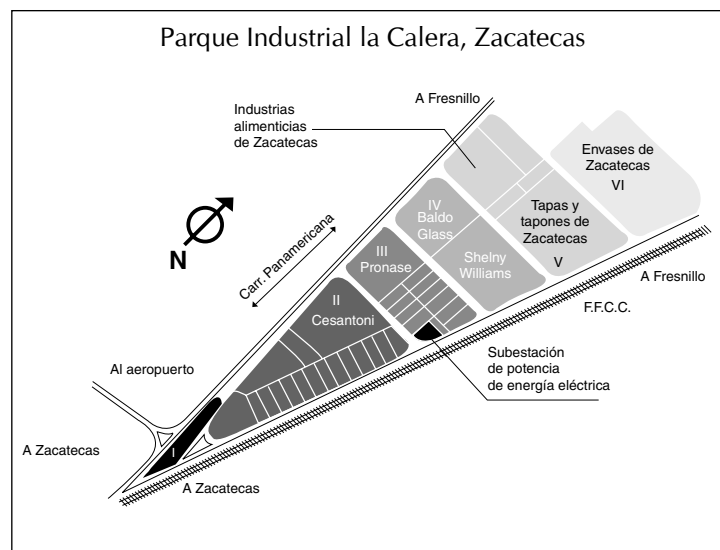 Parque Industrial la Calera, Zacatecas
A Fresnillo
Industrias
alimenticias
de Zacatecas
Envases de
Zacatecas
VI
Tapas y
tapones de
Zacatecas
V
IV
Baldo
Glass
Shelny
Williams
III
Pronase
II
Cesantoni
Carr. Panamericana
N
A Fresnillo
F.F.C.C.
Subestación
de potencia
de energía eléctrica
Al aeropuerto
A Zacatecas
I
A Zacatecas